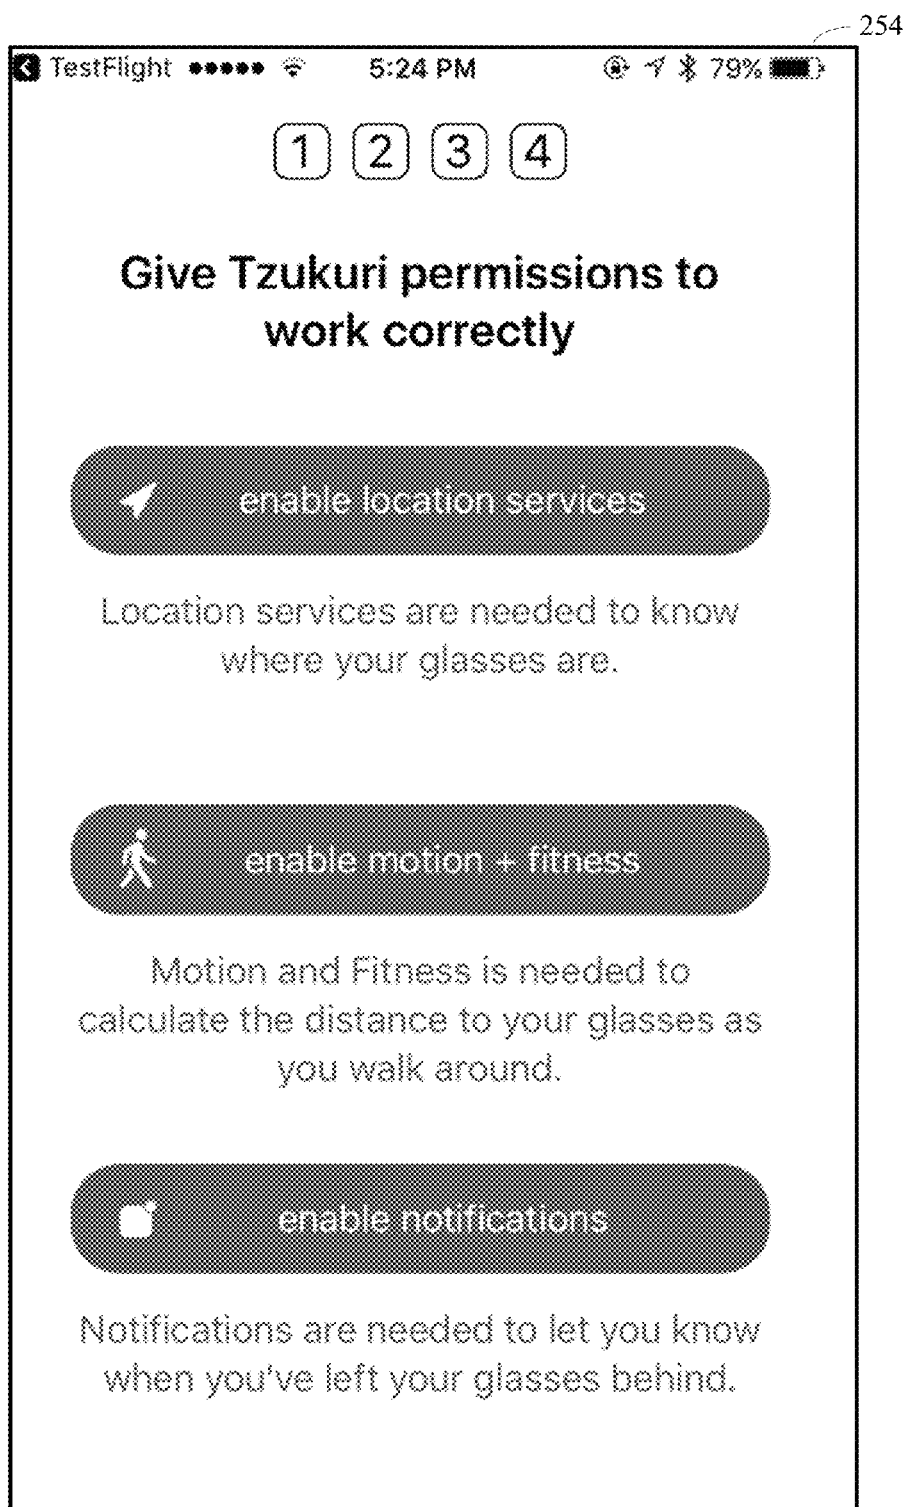 254
TestFlight 5:24 PM 79%
1 2 3 4
Give Tzukuri permissions to
work correctly
enable location services
Location services are needed to know
where your glasses are.
enable motion + fitness
Motion and Fitness is needed to
calculate the distance to your glasses as
you walk around.
enable notifications
Notifications are needed to let you know
when you've left your glasses behind.